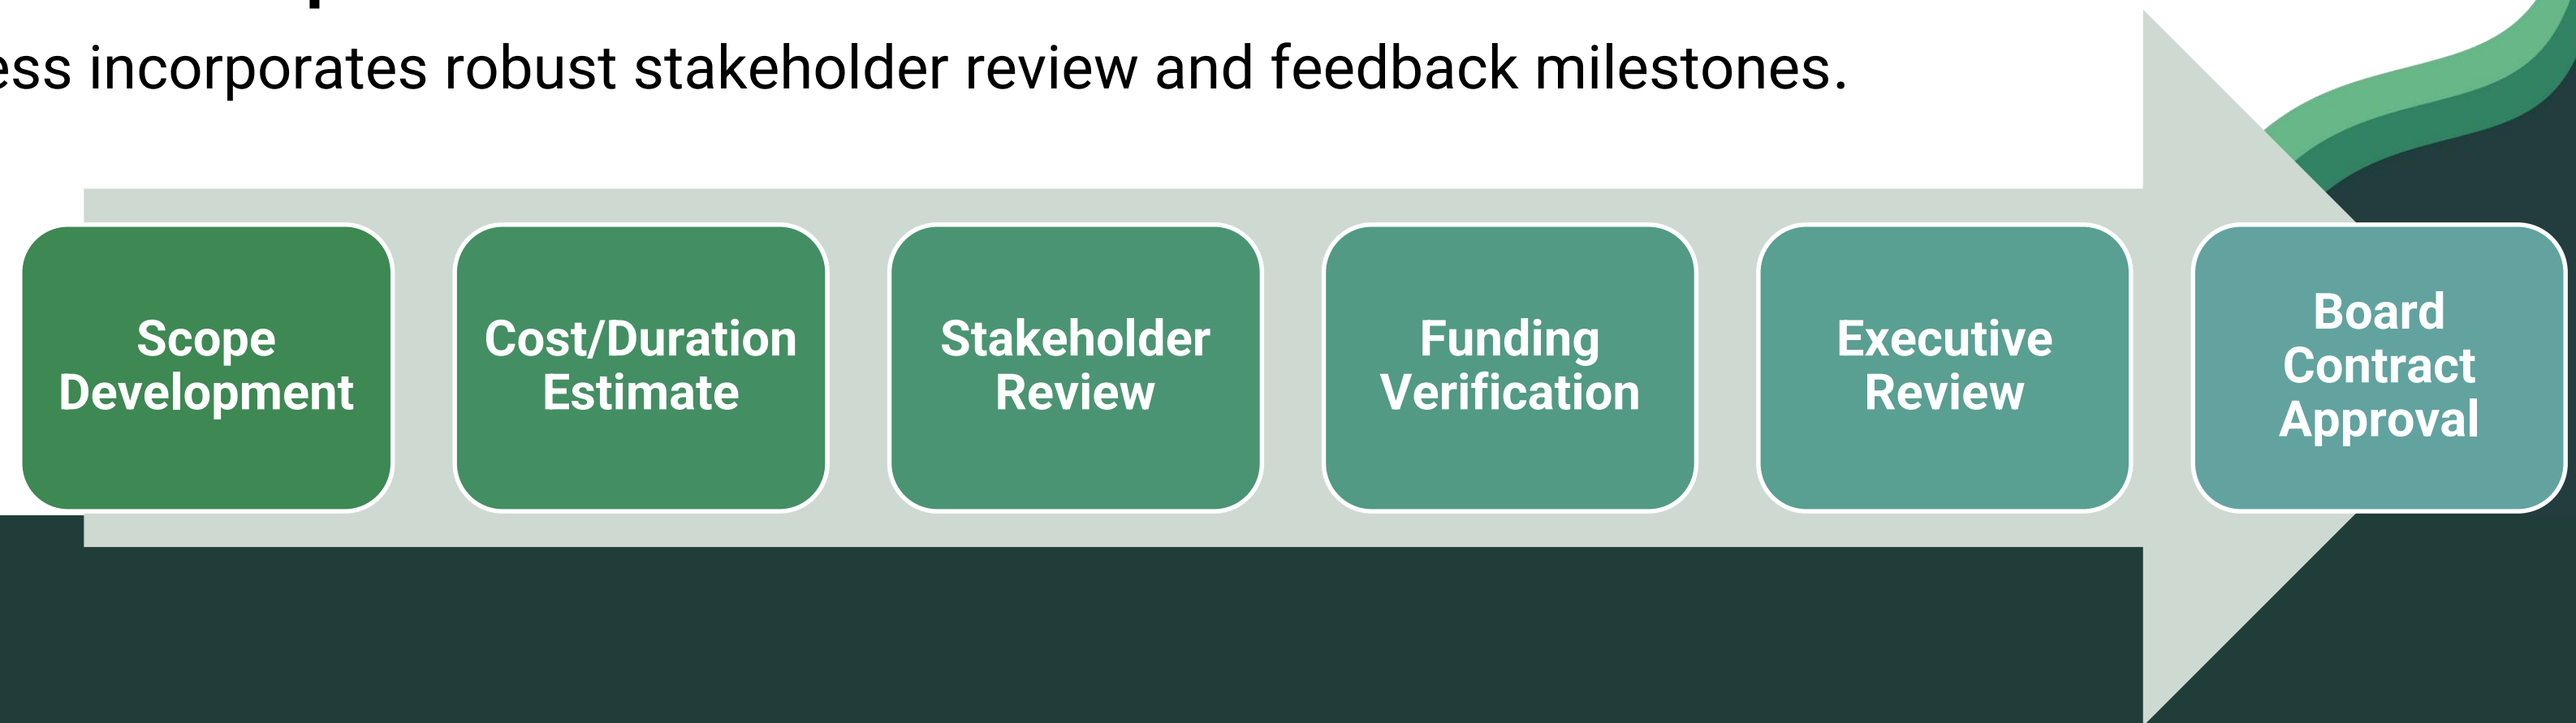 incorporates robust stakeholder review and feedback milestones.
Scope
Development
Cost/Duration
Estimate
Stakeholder
Review
Funding
Verification
Executive
Review
Board
Contract
Approval